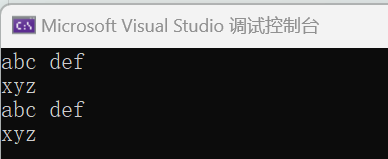 C:\
Microsoft Visual Studio 调试控制台
abc def
xyz
abc def
xyz